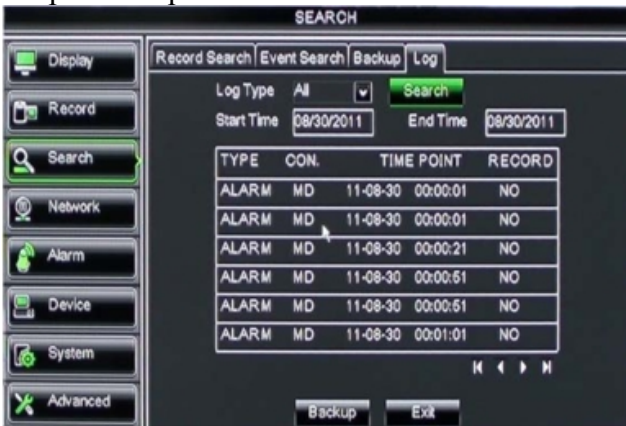 SEARCH
Display
Record
Search
Network
Alarm
Device
System
Advanced
Record Search Event Search Backup Log
Log Type All Search
Start Time 08/30/2011 End Time 08/30/2011
TYPE CON. TIME POINT RECORD
ALARM MD 11-08-30 00:00:01 NO
ALARM MD 11-08-30 00:00:01 NO
ALARM MD 11-08-30 00:00:21 NO
ALARM MD 11-08-30 00:00:51 NO
ALARM MD 11-08-30 00:00:51 NO
ALARM MD 11-08-30 00:01:01 NO
Backup Exit